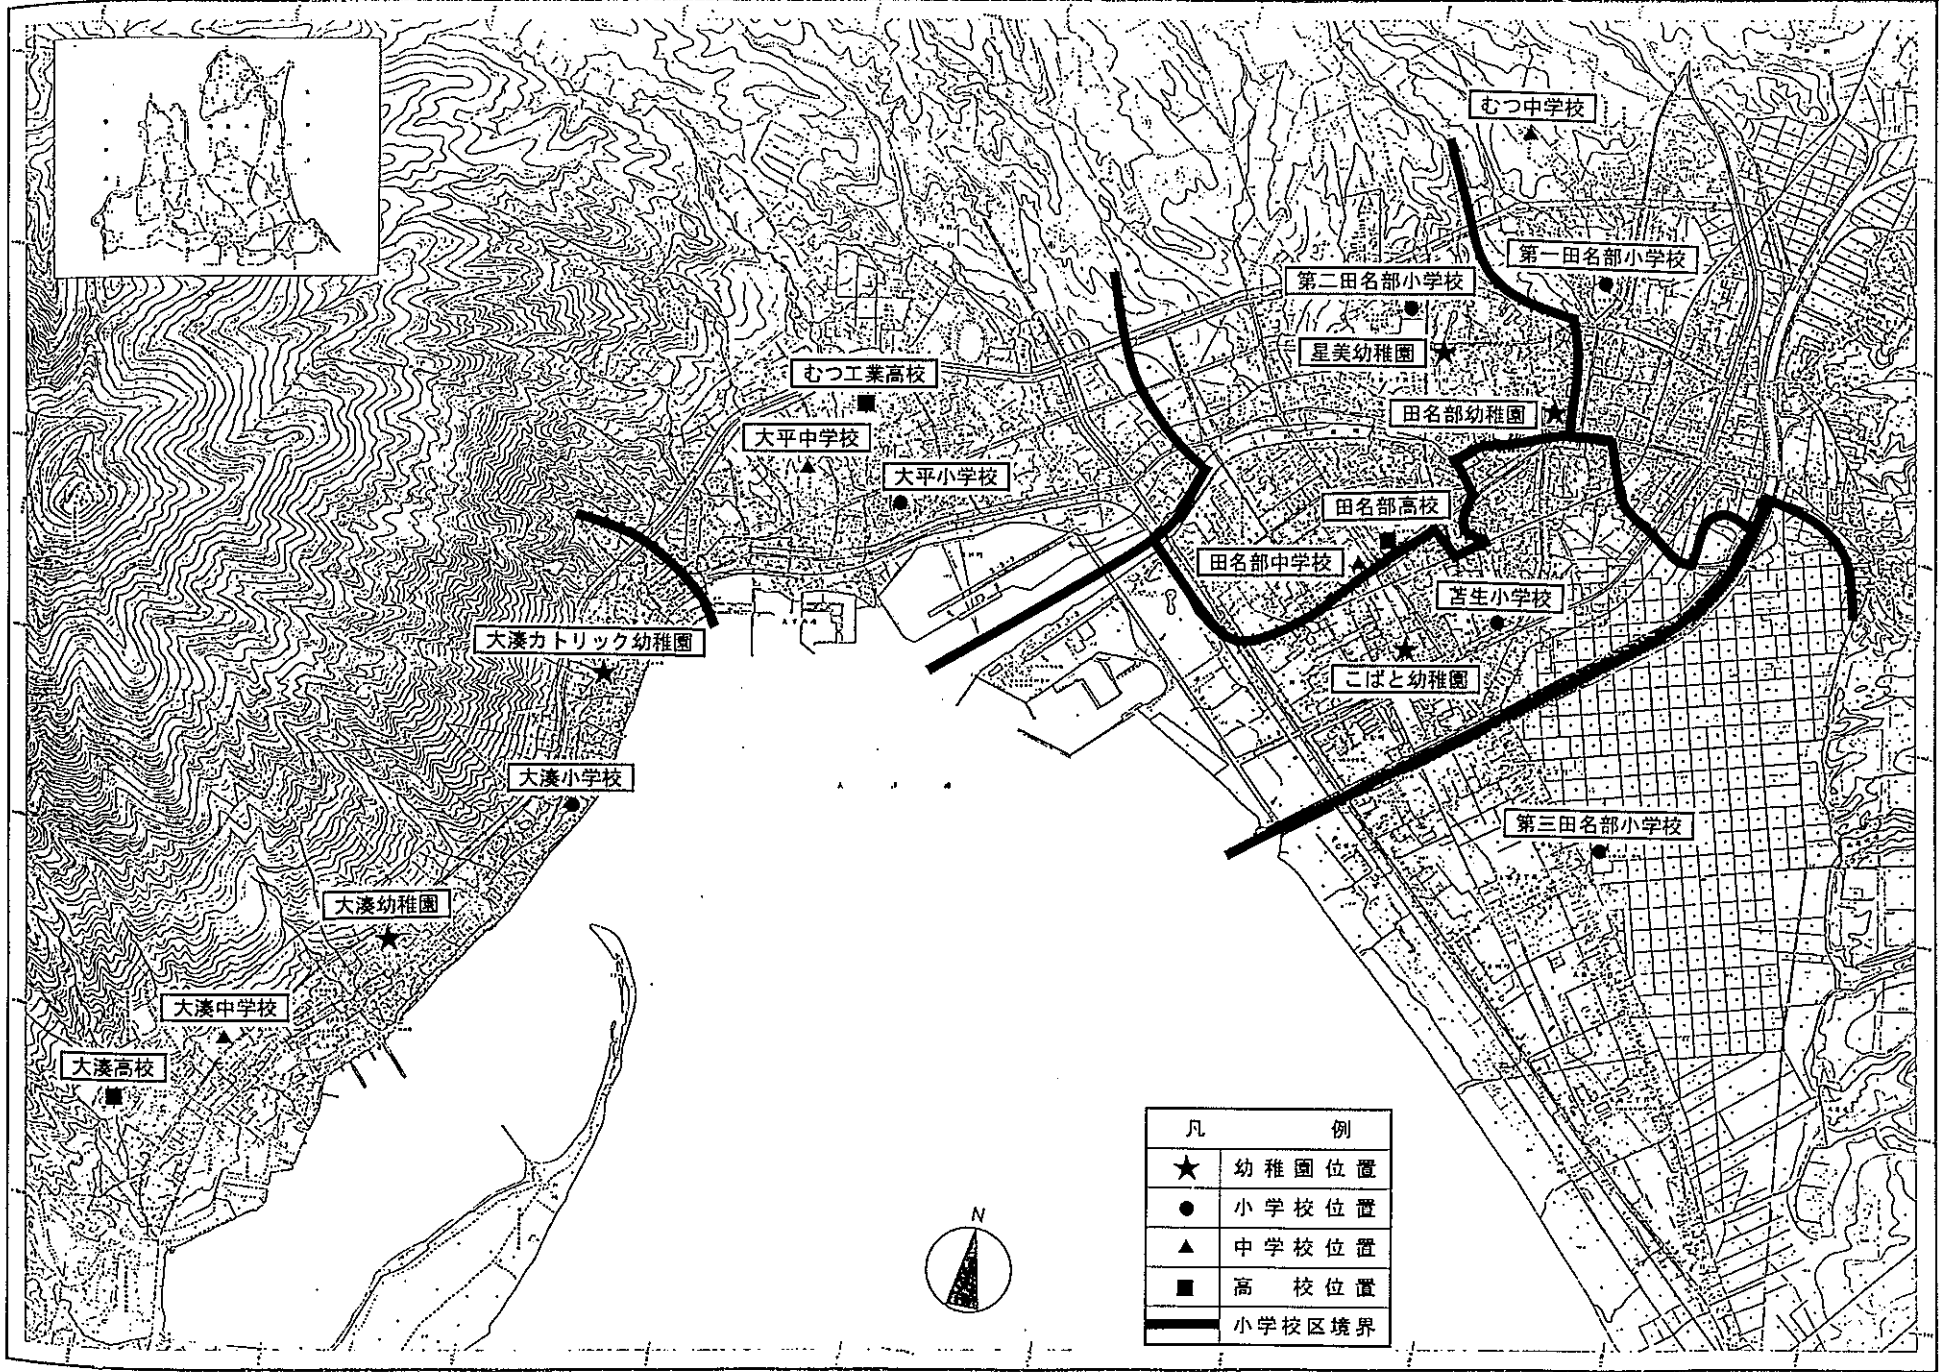 むつ中学校
第一田名部小学校
第二田名部小学校
星美幼稚園
むつ工業高校
田名部幼稚園
大平中学校
大平小学校
田名部高校
田名部中学校
苫生小学校
大湊カトリック幼稚園
こばと幼稚園
大湊小学校
第三田名部小学校
大湊幼稚園
大湊中学校
大湊高校
N
凡 例
★ 幼稚園位置
● 小学校位置
▲ 中学校位置
■ 高 校位置
小学校区境界